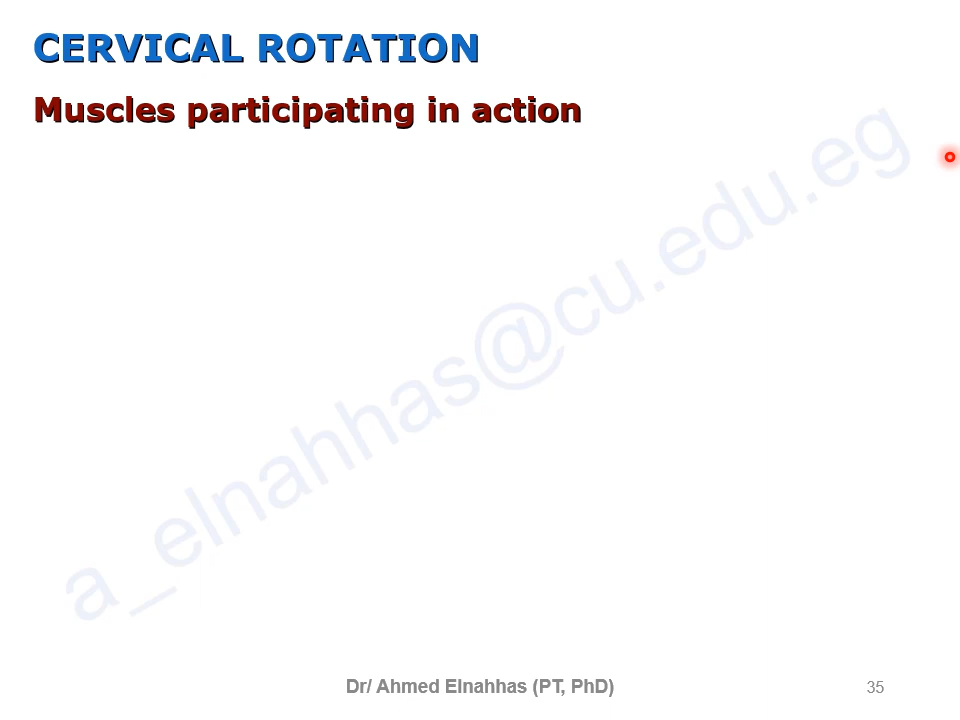 CERVICAL ROTATION
Muscles participating in action
a_elnahhas@cu.edu.eg
Dr/ Ahmed Elnahhas (PT, PhD)
35